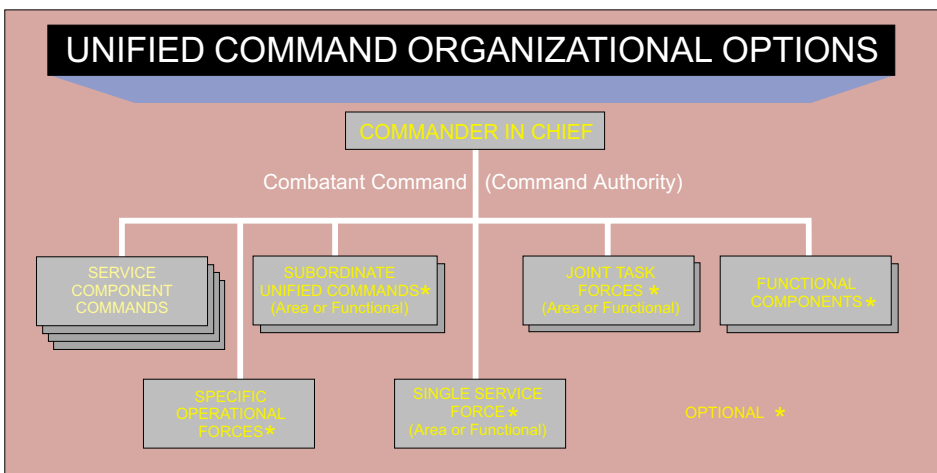 UNIFIED COMMAND ORGANIZATIONAL OPTIONS
COMMANDER IN CHIEF
Combatant Command (Command Authority)
SERVICE
COMPONENT
COMMANDS
SUBORDINATE
UNIFIED COMMANDS*
(Area or Functional)
JOINT TASK
FORCES *
(Area or Functional)
FUNCTIONAL
COMPONENTS*
SPECIFIC
OPERATIONAL
FORCES*
SINGLE SERVICE
FORCE*
(Area or Functional)
OPTIONAL *